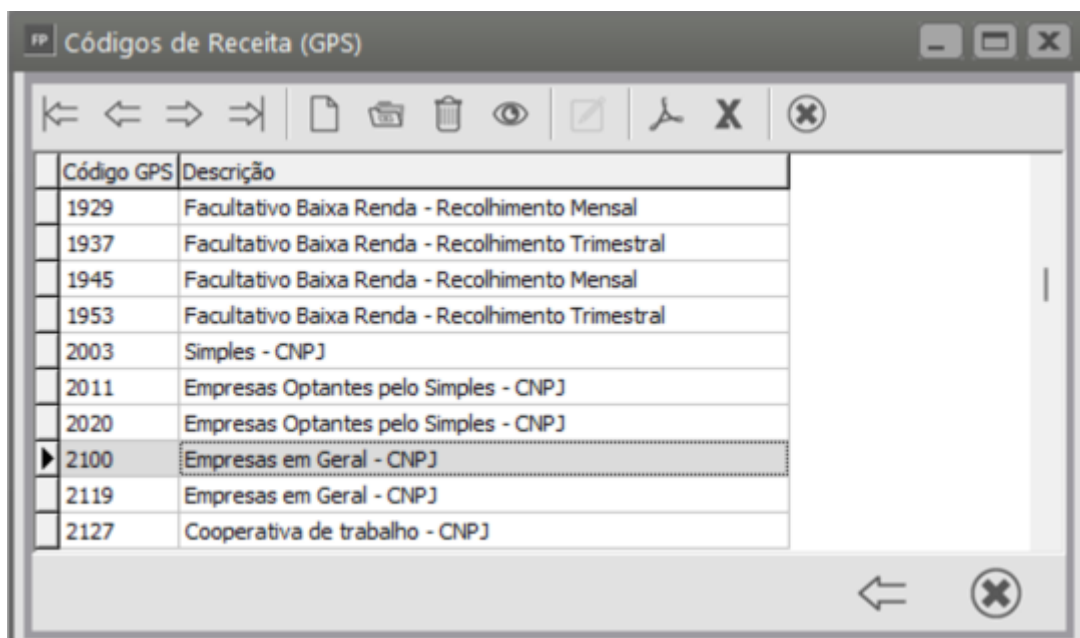 FP Códigos de Receita (GPS)
Código GPS Descrição
1929 Facultativo Baixa Renda - Recolhimento Mensal
1937 Facultativo Baixa Renda - Recolhimento Trimestral
1945 Facultativo Baixa Renda - Recolhimento Mensal
1953 Facultativo Baixa Renda - Recolhimento Trimestral
2003 Simples - CNPJ
2011 Empresas Optantes pelo Simples - CNPJ
2020 Empresas Optantes pelo Simples - CNPJ
2100 Empresas em Geral - CNPJ
2119 Empresas em Geral - CNPJ
2127 Cooperativa de trabalho - CNPJ